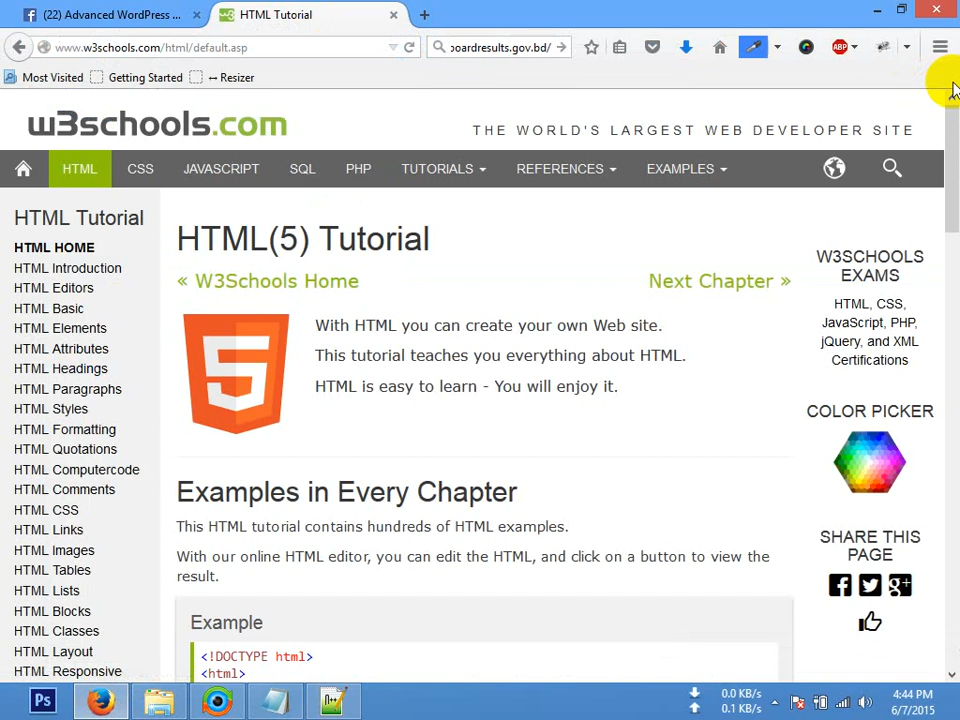 (22) Advanced WordPress ...
HTML Tutorial
www.w3schools.com/html/default.asp
poardresults.gov.bd/
ABP
Most Visited
Getting Started
↔ Resizer
w3schools.com
THE WORLD'S LARGEST WEB DEVELOPER SITE
HTML
CSS
JAVASCRIPT
SQL
PHP
TUTORIALS
REFERENCES
EXAMPLES
HTML Tutorial
HTML HOME
HTML Introduction
HTML Editors
HTML Basic
HTML Elements
HTML Attributes
HTML Headings
HTML Paragraphs
HTML Styles
HTML Formatting
HTML Quotations
HTML Computercode
HTML Comments
HTML CSS
HTML Links
HTML Images
HTML Tables
HTML Lists
HTML Blocks
HTML Classes
HTML Layout
HTML Responsive
HTML(5) Tutorial
« W3Schools Home
Next Chapter »
5
With HTML you can create your own Web site.
This tutorial teaches you everything about HTML.
HTML is easy to learn - You will enjoy it.
Examples in Every Chapter
This HTML tutorial contains hundreds of HTML examples.
With our online HTML editor, you can edit the HTML, and click on a button to view the
result.
Example
<!DOCTYPE html>
<html>
W3SCHOOLS
EXAMS
HTML, CSS,
JavaScript, PHP,
jQuery, and XML
Certifications
COLOR PICKER
SHARE THIS
PAGE
Ps
0.0 KB/s
0.1 KB/s
4:44 PM
6/7/2015